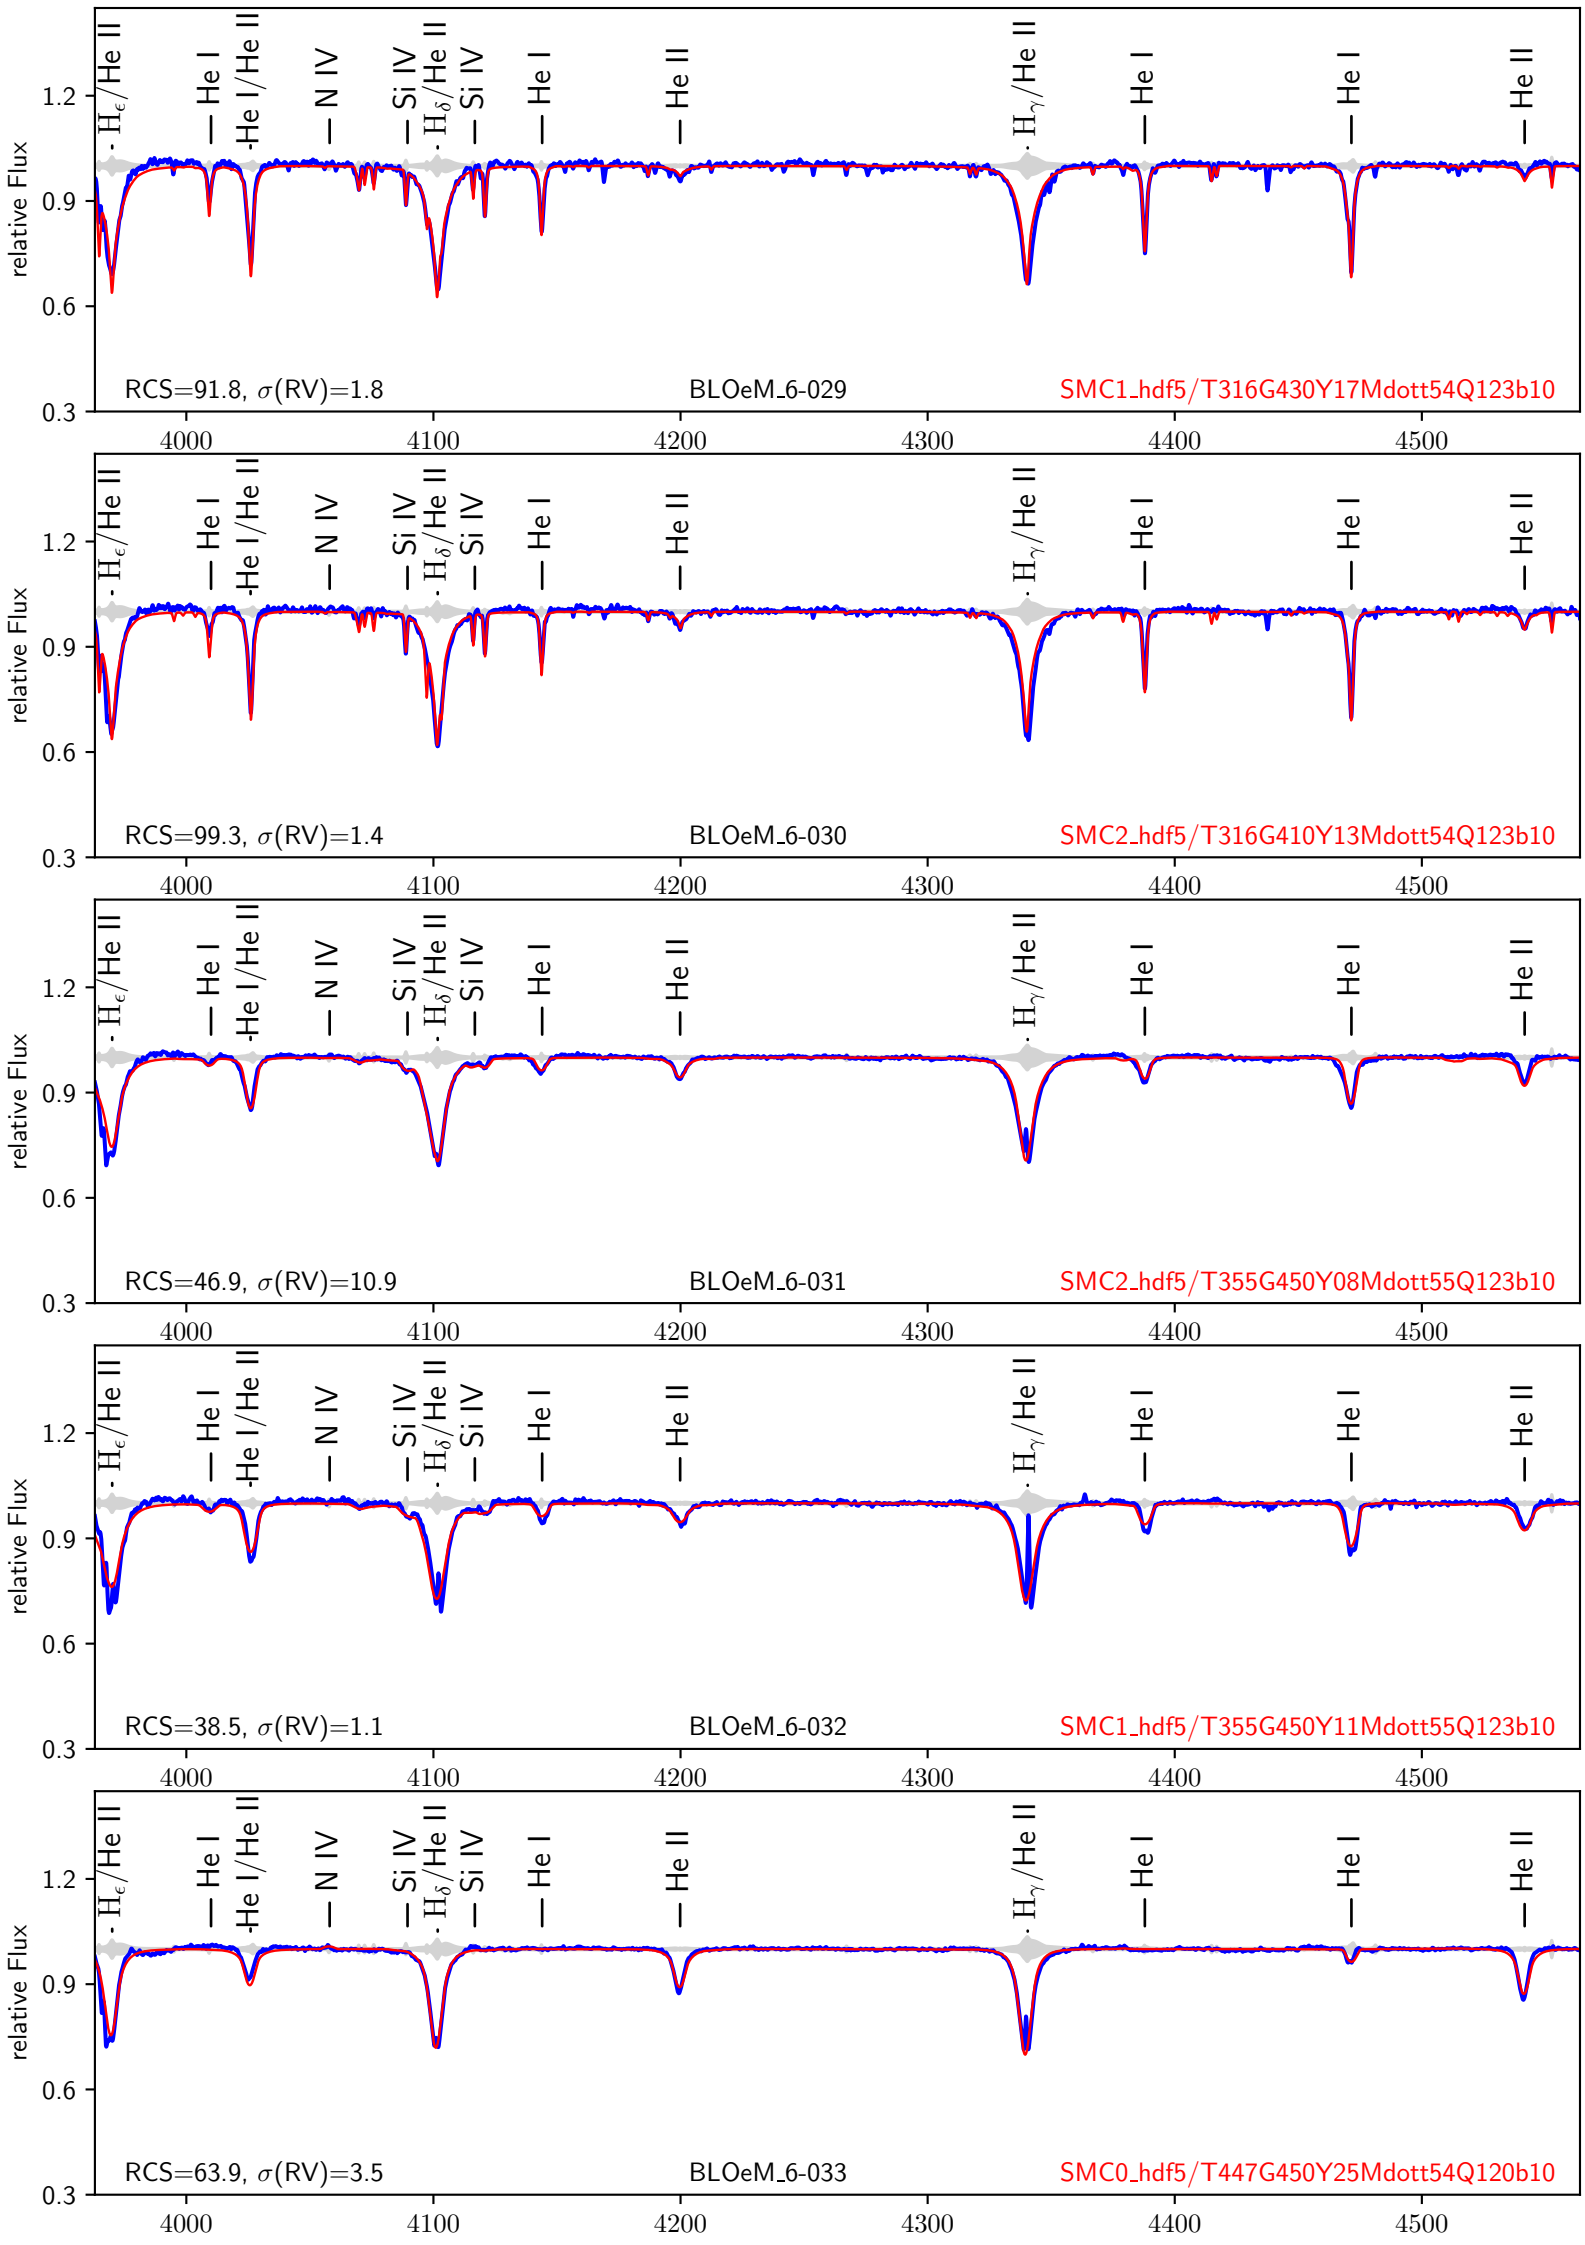 Hε/He II
He I
He I/He II
N IV
Si IV
Hδ/He II
Si IV
He I
He II
Hγ/He II
He I
He I
He II
relative Flux
1.2
0.9
0.6
0.3
RCS=91.8, σ(RV)=1.8 BLOeM_6-029 SMC1_hdf5/T316G430Y17Mdott54Q123b10
4000 4100 4200 4300 4400 4500
Hε/He II
He I
He I/He II
N IV
Si IV
Hδ/He II
Si IV
He I
He II
Hγ/He II
He I
He I
He II
relative Flux
1.2
0.9
0.6
0.3
RCS=99.3, σ(RV)=1.4 BLOeM_6-030 SMC2_hdf5/T316G410Y13Mdott54Q123b10
4000 4100 4200 4300 4400 4500
Hε/He II
He I
He I/He II
N IV
Si IV
Hδ/He II
Si IV
He I
He II
Hγ/He II
He I
He I
He II
relative Flux
1.2
0.9
0.6
0.3
RCS=46.9, σ(RV)=10.9 BLOeM_6-031 SMC2_hdf5/T355G450Y08Mdott55Q123b10
4000 4100 4200 4300 4400 4500
Hε/He II
He I
He I/He II
N IV
Si IV
Hδ/He II
Si IV
He I
He II
Hγ/He II
He I
He I
He II
relative Flux
1.2
0.9
0.6
0.3
RCS=38.5, σ(RV)=1.1 BLOeM_6-032 SMC1_hdf5/T355G450Y11Mdott55Q123b10
4000 4100 4200 4300 4400 4500
Hε/He II
He I
He I/He II
N IV
Si IV
Hδ/He II
Si IV
He I
He II
Hγ/He II
He I
He I
He II
relative Flux
1.2
0.9
0.6
0.3
RCS=63.9, σ(RV)=3.5 BLOeM_6-033 SMC0_hdf5/T447G450Y25Mdott54Q120b10
4000 4100 4200 4300 4400 4500